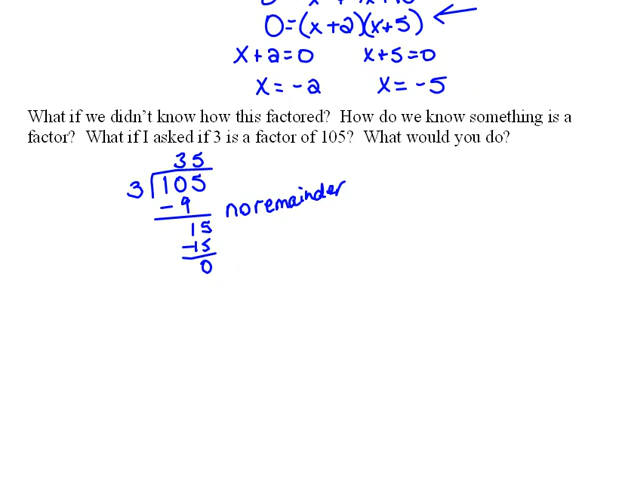 0=(x+2)(x+5)
x+2=0 x+5=0
x=-2 x=-5
What if we didn't know how this factored? How do we know something is a
factor? What if I asked if 3 is a factor of 105? What would you do?
35
3 105
-9 no remainder
15
-15
0